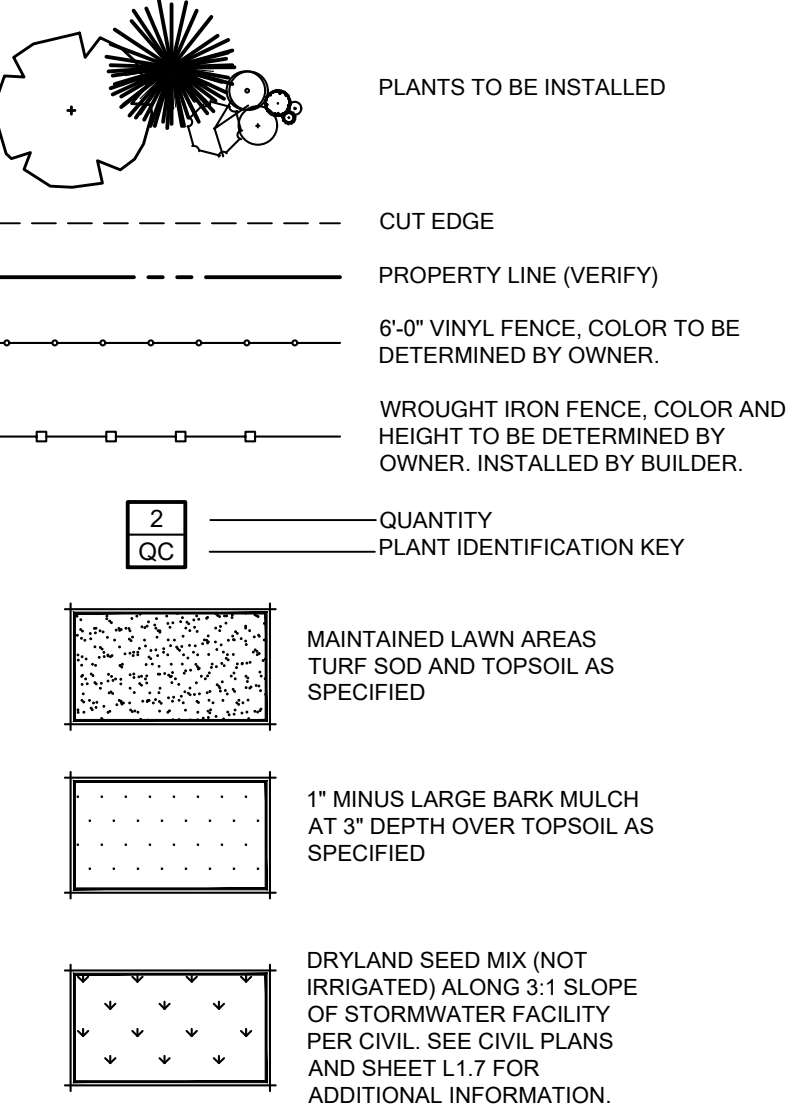 PLANTS TO BE INSTALLED
CUT EDGE
PROPERTY LINE (VERIFY)
6'-0" VINYL FENCE, COLOR TO BE
DETERMINED BY OWNER.
WROUGHT IRON FENCE, COLOR AND
HEIGHT TO BE DETERMINED BY
OWNER. INSTALLED BY BUILDER.
2
QUANTITY
QC
PLANT IDENTIFICATION KEY
MAINTAINED LAWN AREAS
TURF SOD AND TOPSOIL AS
SPECIFIED
1" MINUS LARGE BARK MULCH
AT 3" DEPTH OVER TOPSOIL AS
SPECIFIED
DRYLAND SEED MIX (NOT
IRRIGATED) ALONG 3:1 SLOPE
OF STORMWATER FACILITY
PER CIVIL. SEE CIVIL PLANS
AND SHEET L1.7 FOR
ADDITIONAL INFORMATION.